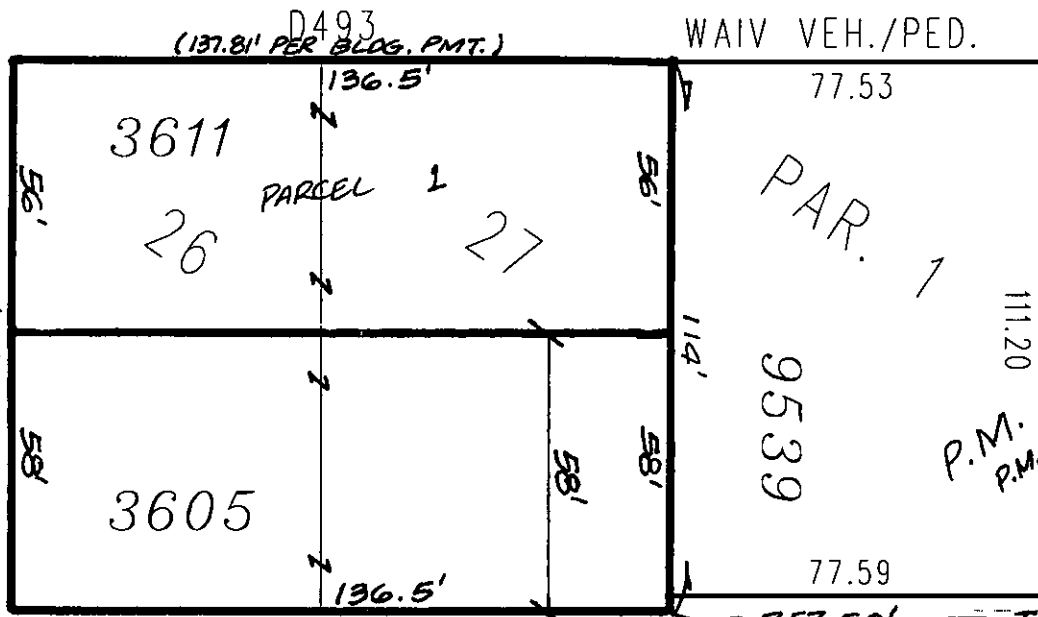 D493
(137.81' PER BLDG. PMT.)
WAIV VEH./PED.
136.5'
77.53
3611
56'
PARCEL 1
56'
26
27
PAR. 1
111.20
114'
9539
58'
58'
58'
3605
P.M.
P.M.
136.5'
77.59